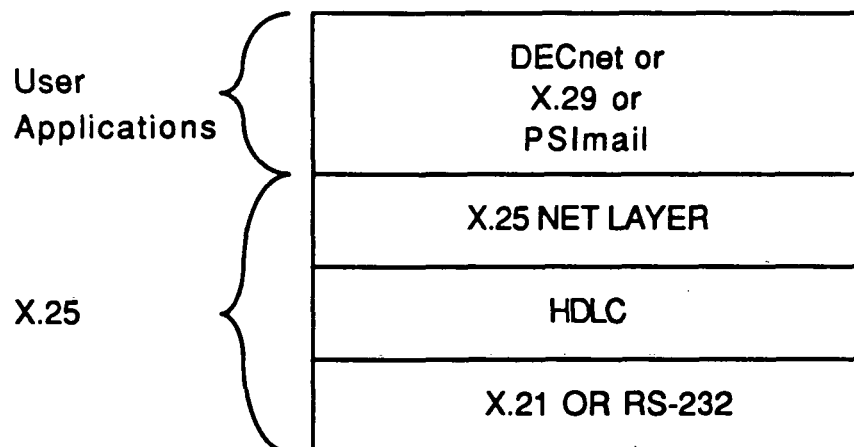 User
Applications
DECnet or
X.29 or
PSImail
X.25 NET LAYER
X.25
HDLC
X.21 OR RS-232